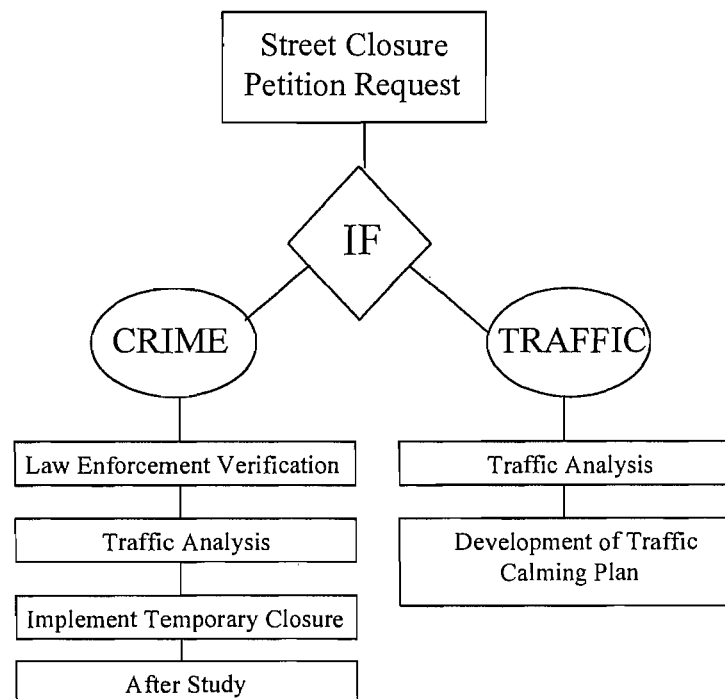 Street Closure
Petition Request
IF
CRIME
TRAFFIC
Law Enforcement Verification
Traffic Analysis
Implement Temporary Closure
After Study
Traffic Analysis
Development of Traffic
Calming Plan